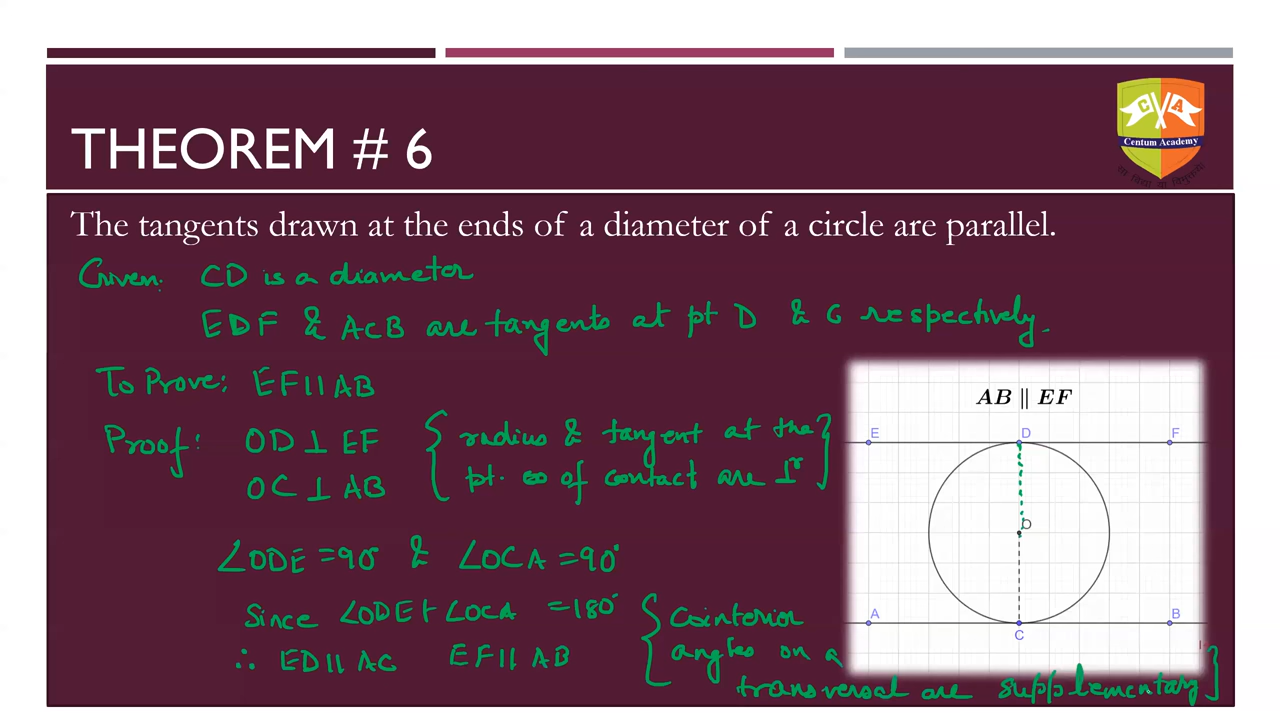 C A
Centum Academy
THEOREM # 6
The tangents drawn at the ends of a diameter of a circle are parallel.
Given: CD is a diameter
EDF & ACB are tangents at pt D & C respectively.
To Prove: EF || AB
Proof: OD ⊥ EF { radius & tangent at the
OC ⊥ AB pt. of contact are ⊥r }
∠ODE = 90° & ∠OCA = 90°
Since ∠ODE + ∠OCA = 180° { Cointerior
∴ ED || AC EF || AB angles on a
transversal are supplementary }
AB ∥ EF
E D F
O
A C B